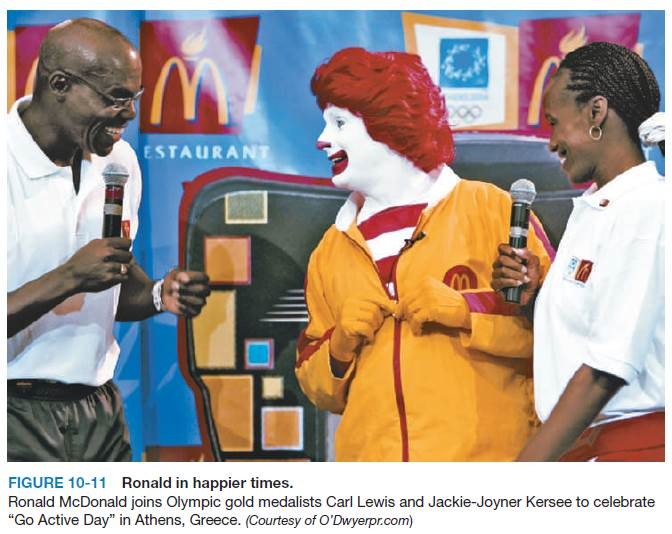 ESTAURANT
FIGURE 10-11 Ronald in happier times.
Ronald McDonald joins Olympic gold medalists Carl Lewis and Jackie-Joyner Kersee to celebrate
“Go Active Day” in Athens, Greece. (Courtesy of O’Dwyerpr.com)